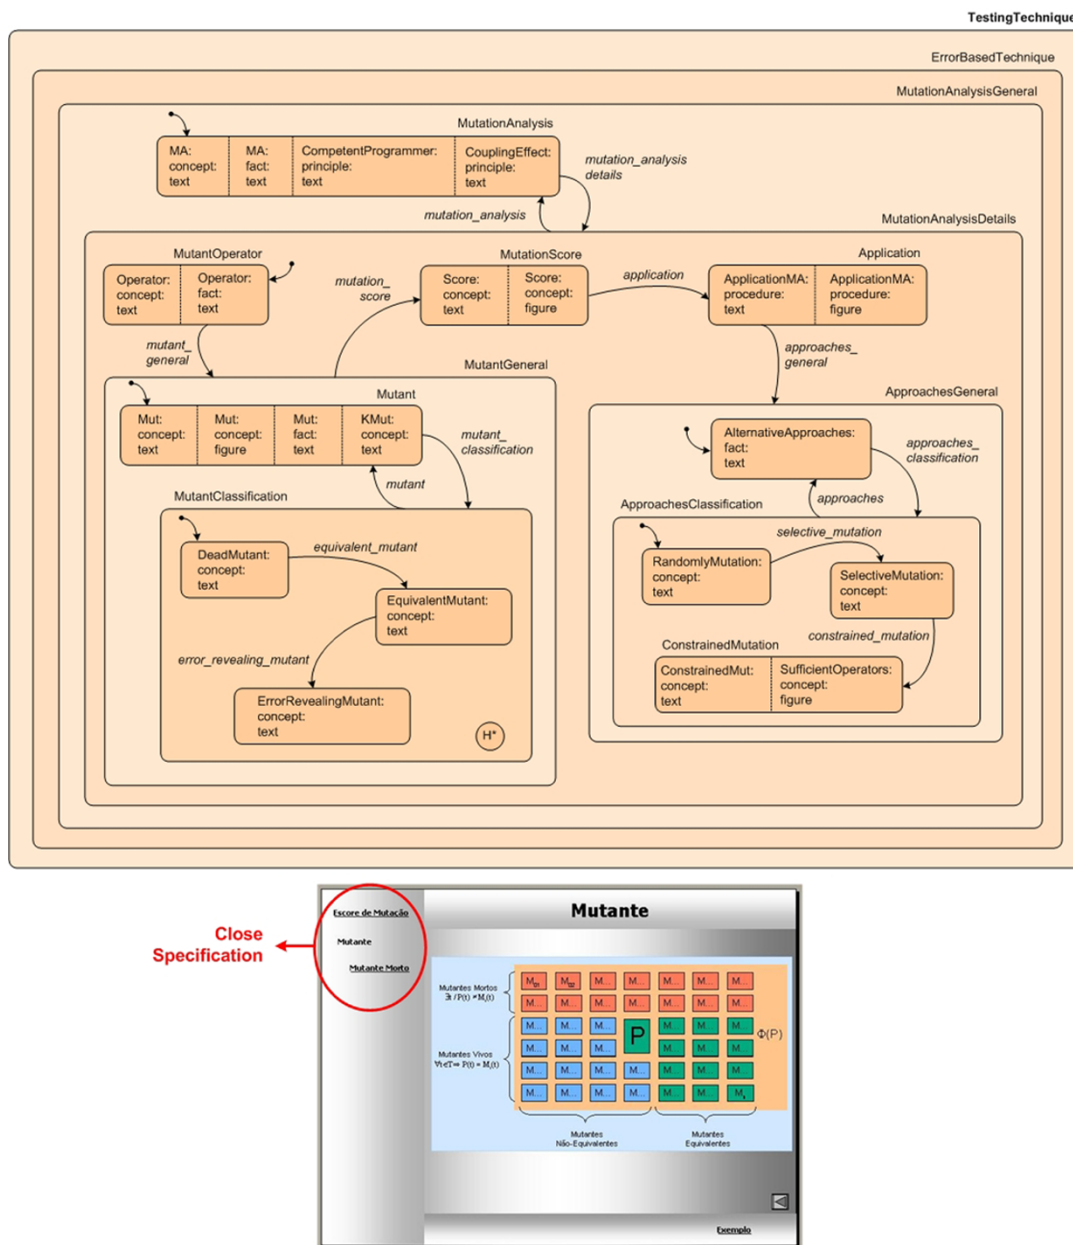 TestingTechnique
ErrorBasedTechnique
MutationAnalysisGeneral
MutationAnalysis
MA:
concept:
text
MA:
fact:
text
CompetentProgrammer:
principle:
text
CouplingEffect:
principle:
text
mutation_analysis
details
mutation_analysis
MutationAnalysisDetails
MutantOperator
Operator:
concept:
text
Operator:
fact:
text
mutation_
score
MutationScore
Score:
concept:
text
Score:
concept:
figure
application
Application
ApplicationMA:
procedure:
text
ApplicationMA:
procedure:
figure
mutant_
general
approaches_
general
MutantGeneral
Mutant
Mut:
concept:
text
Mut:
concept:
figure
Mut:
fact:
text
KMut:
concept:
text
mutant_
classification
mutant
MutantClassification
DeadMutant:
concept:
text
equivalent_mutant
EquivalentMutant:
concept:
text
error_revealing_mutant
ErrorRevealingMutant:
concept:
text
H*
ApproachesGeneral
AlternativeApproaches:
fact:
text
approaches_
classification
approaches
ApproachesClassification
selective_mutation
RandomlyMutation:
concept:
text
SelectiveMutation:
concept:
text
constrained_mutation
ConstrainedMutation
ConstrainedMut:
concept:
text
SufficientOperators:
concept:
figure
Close
Specification
Escore de Mutação
Mutante
Mutante Morto
Mutante
Mutantes Mortos
Mutantes Vivos
M... M... M... M... M...
M... M... M... M... M... M... M...
M... M... M... P M... M... M...
M... M... M... M... M... M...
M... M... M... M... M... M... M...
M... M... M... M... M... M...
Φ(P)
Mutantes
Não-Equivalentes
Mutantes
Equivalentes
Exemplo